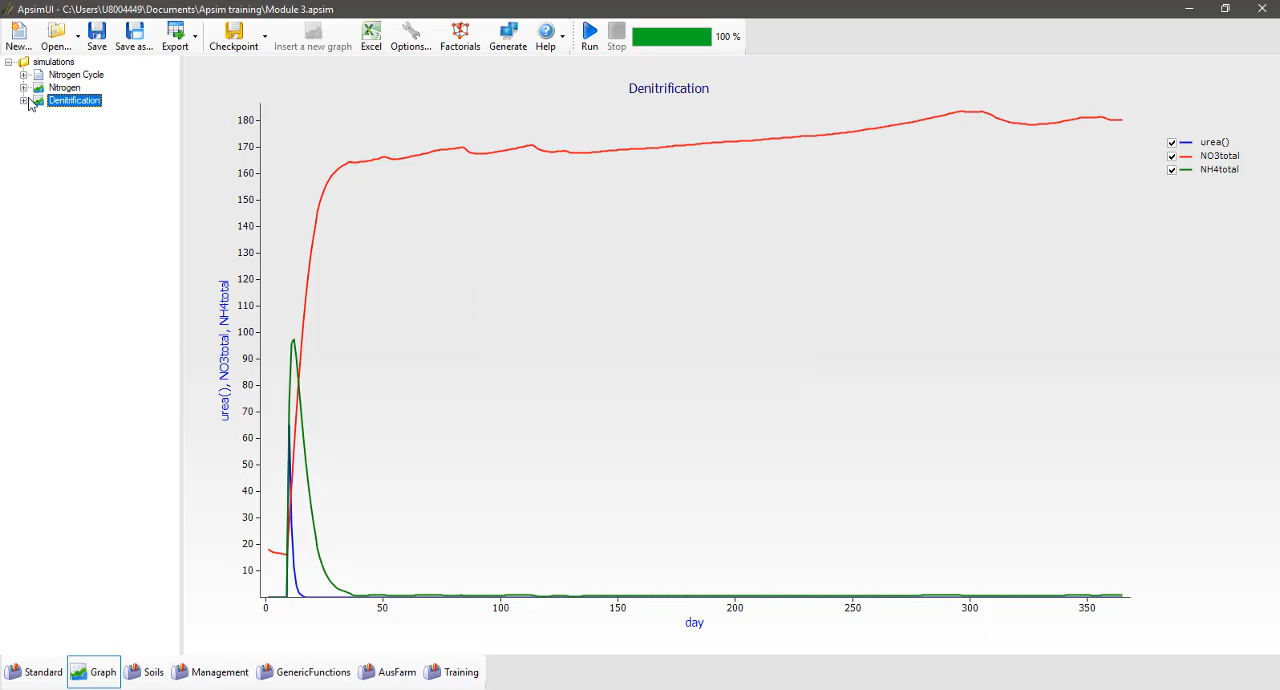 ApsimUI - C:\Users\U8004449\Documents\Apsim training\Module 3.apsim
New... Open... Save Save as... Export Checkpoint Insert a new graph Excel Options... Factorials Generate Help Run Stop 100 %
simulations
Nitrogen Cycle
Nitrogen
Denitrification
Denitrification
urea()
NO3total
NH4total
180
170
160
150
140
130
120
110
100
90
80
70
60
50
40
30
20
10
urea(), NO3total, NH4total
0 50 100 150 200 250 300 350
day
Standard Graph Soils Management GenericFunctions AusFarm Training